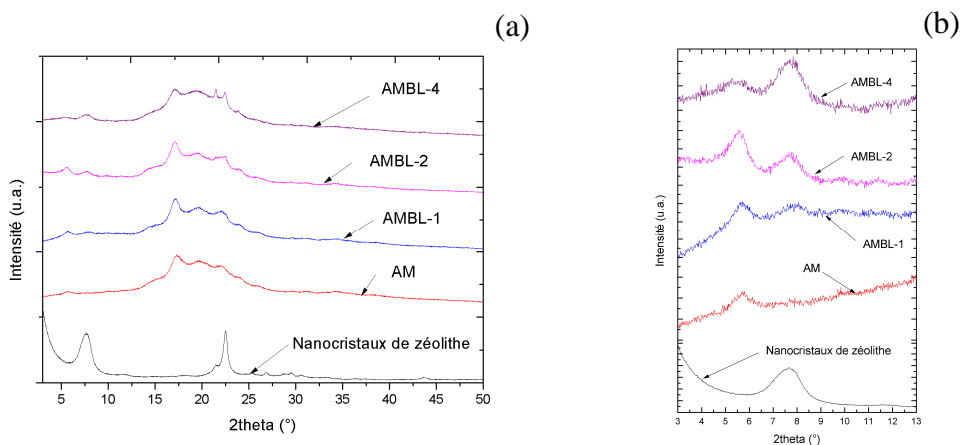 (a)
AMBL-4
AMBL-2
AMBL-1
AM
Nanocristaux de zéolithe
Intensité (u.a.)
5 10 15 20 25 30 35 40 45 50
2theta (°)
(b)
AMBL-4
AMBL-2
AMBL-1
AM
Nanocristaux de zéolithe
Intensité (u.a.)
3 4 5 6 7 8 9 10 11 12 13
2theta (°)